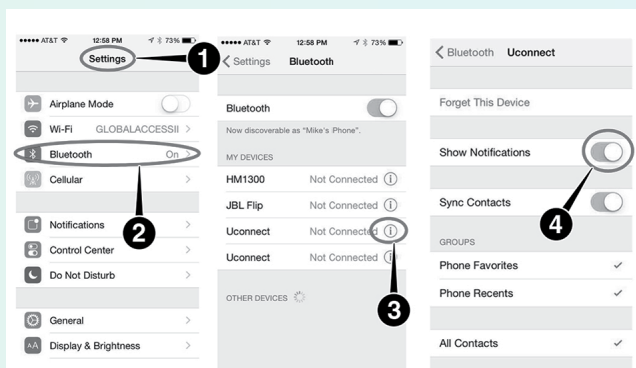 AT&T 12:58 PM 73%
Settings
1
Airplane Mode
Wi-Fi GLOBALACCESSII
Bluetooth On
2
Cellular
Notifications
Control Center
Do Not Disturb
General
AA Display & Brightness
AT&T 12:58 PM 73%
Settings Bluetooth
Bluetooth
Now discoverable as “Mike's Phone”.
MY DEVICES
HM1300 Not Connected i
JBL Flip Not Connected i
Uconnect Not Connected i
Uconnect Not Connected i
3
OTHER DEVICES
Bluetooth Uconnect
Forget This Device
Show Notifications
4
Sync Contacts
GROUPS
Phone Favorites
Phone Recents
All Contacts